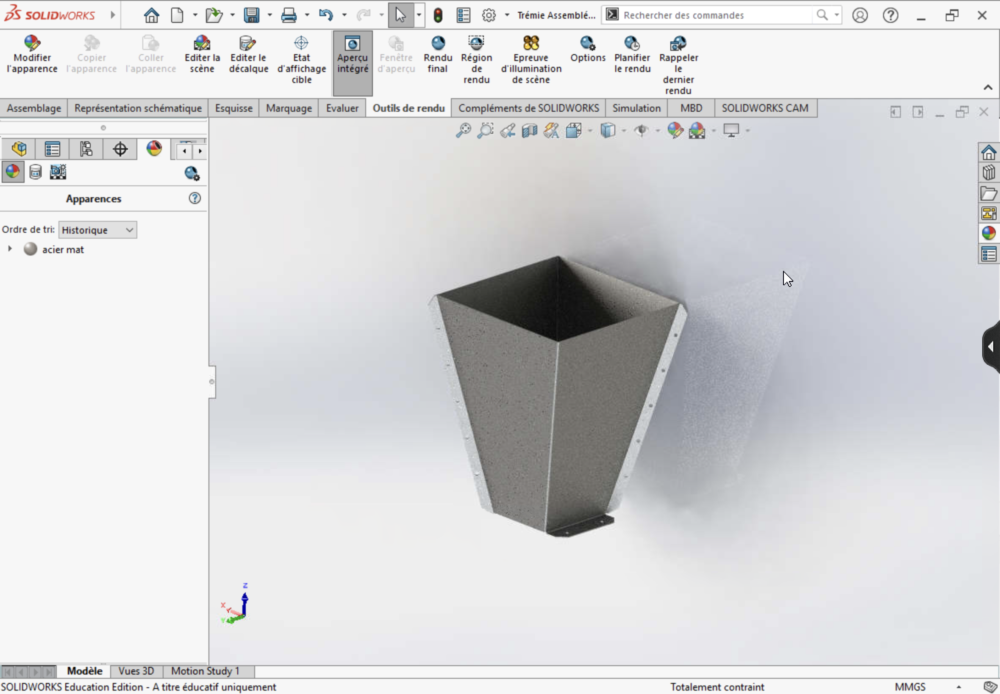 SOLIDWORKS
Trémie Assemblé...
Rechercher des commandes
Modifier l'apparence
Copier l'apparence
Coller l'apparence
Editer la scène
Editer le décalque
Etat d'affichage cible
Aperçu intégré
Fenêtre d'aperçu
Rendu final
Région de rendu
Epreuve d'illumination de scène
Options
Planifier le rendu
Rappeler le dernier rendu
Assemblage
Représentation schématique
Esquisse
Marquage
Evaluer
Outils de rendu
Compléments de SOLIDWORKS
Simulation
MBD
SOLIDWORKS CAM
Apparences
Ordre de tri: Historique
acier mat
Z
X
Y
Modèle
Vues 3D
Motion Study 1
SOLIDWORKS Education Edition - A titre éducatif uniquement
Totalement contraint
MMGS